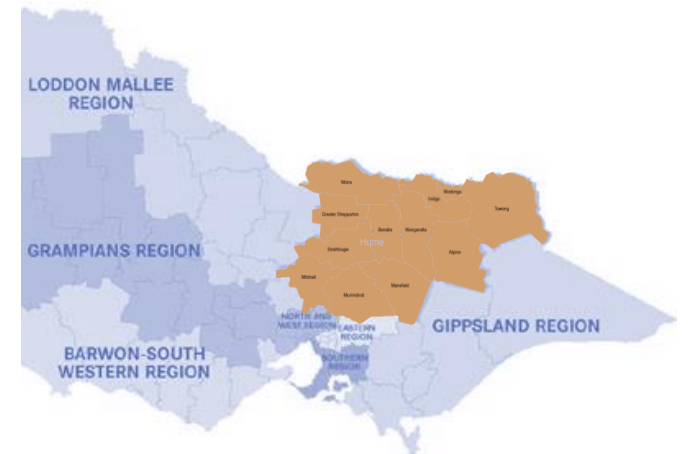 LODDON MALLEE
REGION
Moira
Wodonga
Indigo
Towong
Greater Shepparton
Benalla
Wangaratta
Strathbogie
Hume
Alpine
GRAMPIANS REGION
Mitchell
Mansfield
Murrindindi
NORTH AND
WEST REGION
EASTERN
REGION
GIPPSLAND REGION
BARWON-SOUTH
WESTERN REGION
SOUTHERN
REGION